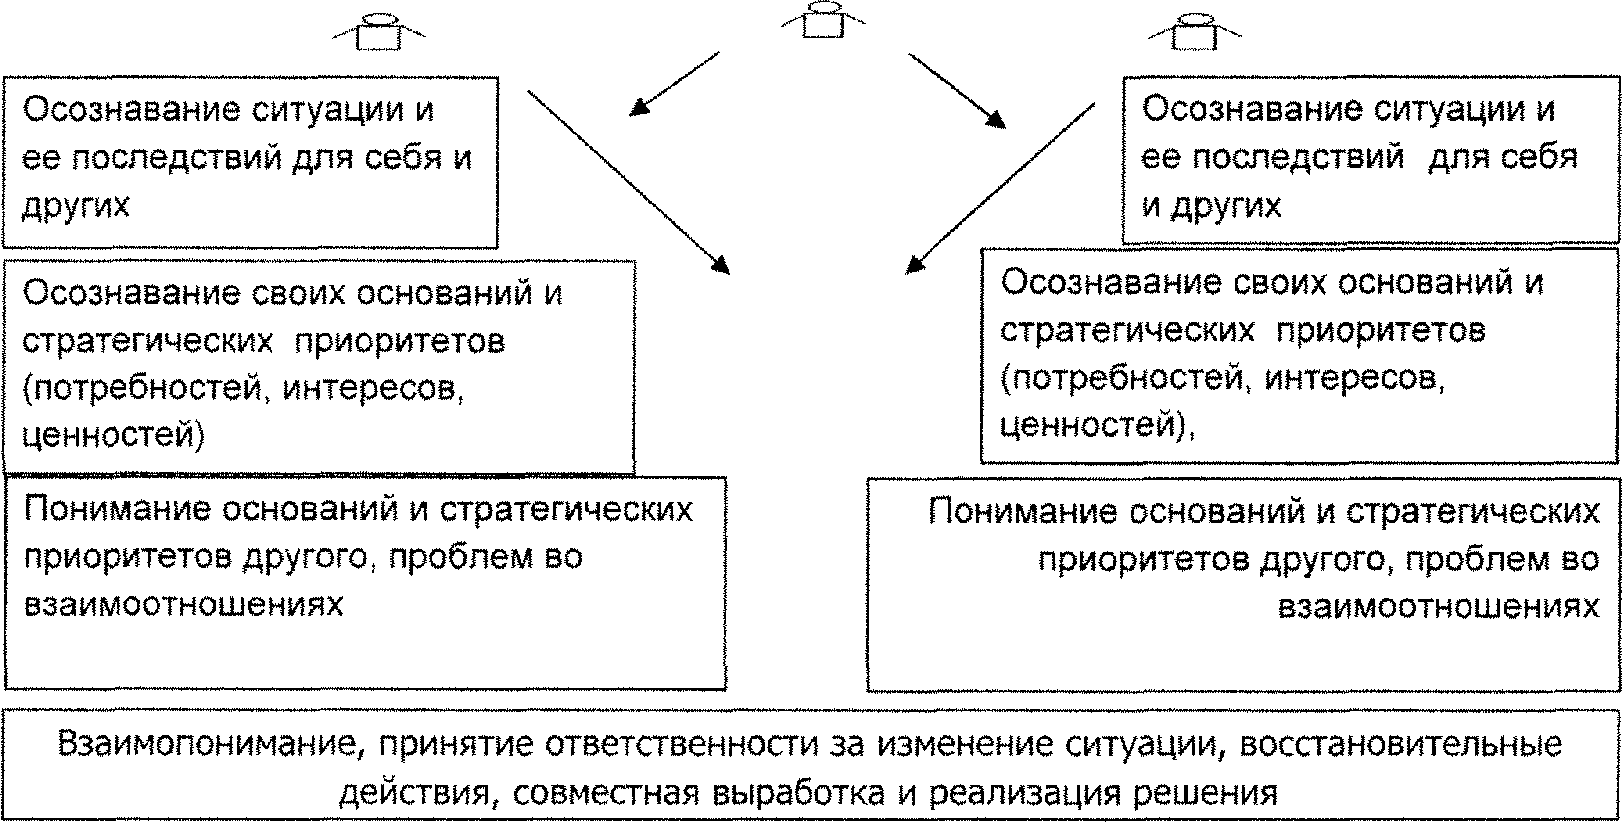 Осознавание ситуации и
ее последствий для себя и
других
Осознавание ситуации и
ее последствий для себя
и других
Осознавание своих оснований и
стратегических приоритетов
(потребностей, интересов,
ценностей)
Осознавание своих оснований и
стратегических приоритетов
(потребностей, интересов,
ценностей),
Понимание оснований и стратегических
приоритетов другого, проблем во
взаимоотношениях
Понимание оснований и стратегических
приоритетов другого, проблем во
взаимоотношениях
Взаимопонимание, принятие ответственности за изменение ситуации, восстановительные
действия, совместная выработка и реализация решения